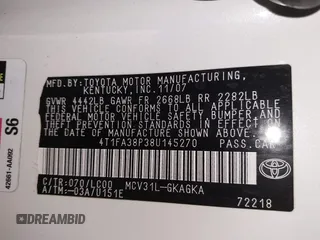 MFD. BY: TOYOTA MOTOR MANUFACTURING,
KENTUCKY, INC. 11/07
GVWR 4442LB GAWR FR 2668LB RR 2282LB
THIS VEHICLE CONFORMS TO ALL APPLICABLE
FEDERAL MOTOR VEHICLE SAFETY, BUMPER, AND
THEFT PREVENTION STANDARDS IN EFFECT ON
THE DATE OF MANUFACTURE SHOWN ABOVE.
4T1FA38P38U145270 PASS. CAR
C/TR: 070/LC00 MCV31L-GKAGKA
A/TM: -03A/U151E
TOYOTA
72218
S6
42661-AA092
DREAMBID